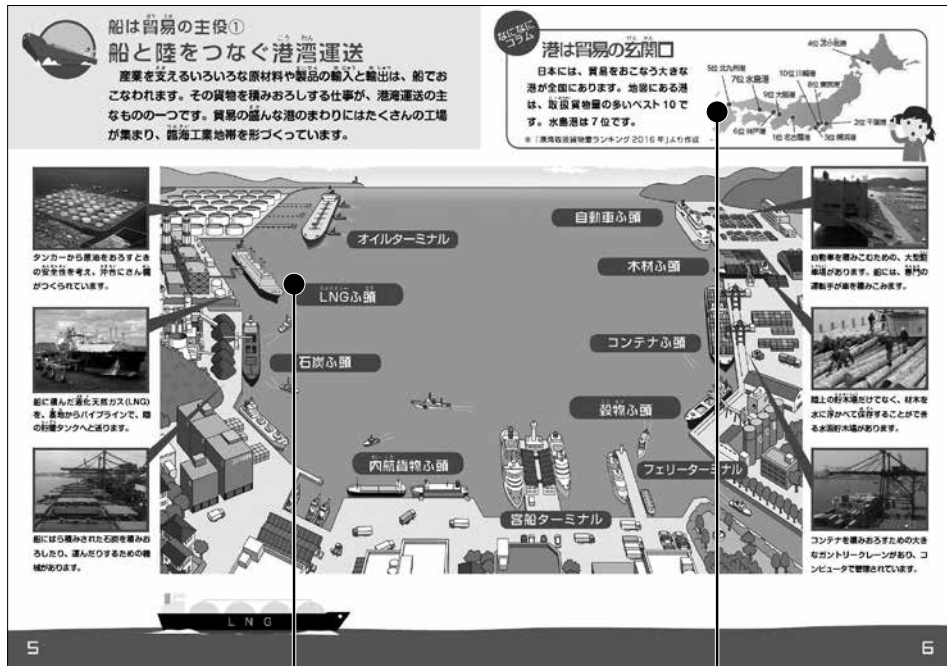 船は貿易の主役①
船と陸をつなぐ港湾運送
産業を支えるいろいろな原材料や製品の輸入と輸出は、船でお
こなわれます。その貨物を積みおろしする仕事が、港湾運送の主
なものの一つです。貿易の盛んな港のまわりにはたくさんの工場
が集まり、臨海工業地帯を形づくっています。
なになに
コラム
港は貿易の玄関口
日本には、貿易をおこなう大きな
港が全国にあります。地図にある港
は、取扱貨物量の多いベスト10で
す。水島港は7位です。
※「港湾取扱貨物量ランキング2016年」より作成
4位 苫小牧港
5位 北九州港
7位 水島港
10位 川崎港
8位 東京港
9位 大阪港
2位 千葉港
6位 神戸港
1位 名古屋港
3位 横浜港
タンカーから原油をおろすとき
の安全性を考え、沖合にさん橋
がつくられています。
船に積んだ液化天然ガス(LNG)
を、基地からパイプラインで、陸
の貯蔵タンクへと送ります。
船にばら積みされた石炭を積みお
ろしたり、運んだりするための機
械があります。
オイルターミナル
LNGふ頭
石炭ふ頭
内航貨物ふ頭
客船ターミナル
自動車ふ頭
木材ふ頭
コンテナふ頭
穀物ふ頭
フェリーターミナル
自動車を積みこむための、大型駐
車場があります。船には、専門の
運転手が車を積みこみます。
陸上の貯木場だけでなく、材木を
水に浮かべて保存することができ
る水面貯木場があります。
コンテナを積みおろすための大き
なガントリークレーンがあり、コ
ンピュータで管理されています。
LNG
5
6